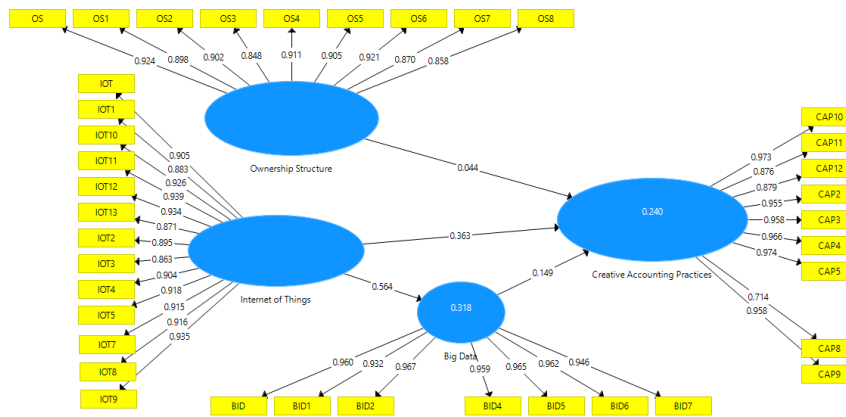 OS OS1 OS2 OS3 OS4 OS5 OS6 OS7 OS8
0.924 0.898 0.902 0.848 0.911 0.905 0.921 0.870 0.858
Ownership Structure
IOT
IOT1
IOT10
IOT11
IOT12
IOT13
IOT2
IOT3
IOT4
IOT5
IOT7
IOT8
IOT9
0.905
0.883
0.926
0.939
0.934
0.871
0.895
0.863
0.904
0.918
0.915
0.916
0.935
Internet of Things
0.044
0.363
0.564
0.149
0.318
Big Data
0.960 0.932 0.967 0.959 0.965 0.962 0.946
BID BID1 BID2 BID4 BID5 BID6 BID7
0.240
Creative Accounting Practices
0.973
0.876
0.879
0.955
0.958
0.966
0.974
0.714
0.958
CAP10
CAP11
CAP12
CAP2
CAP3
CAP4
CAP5
CAP8
CAP9